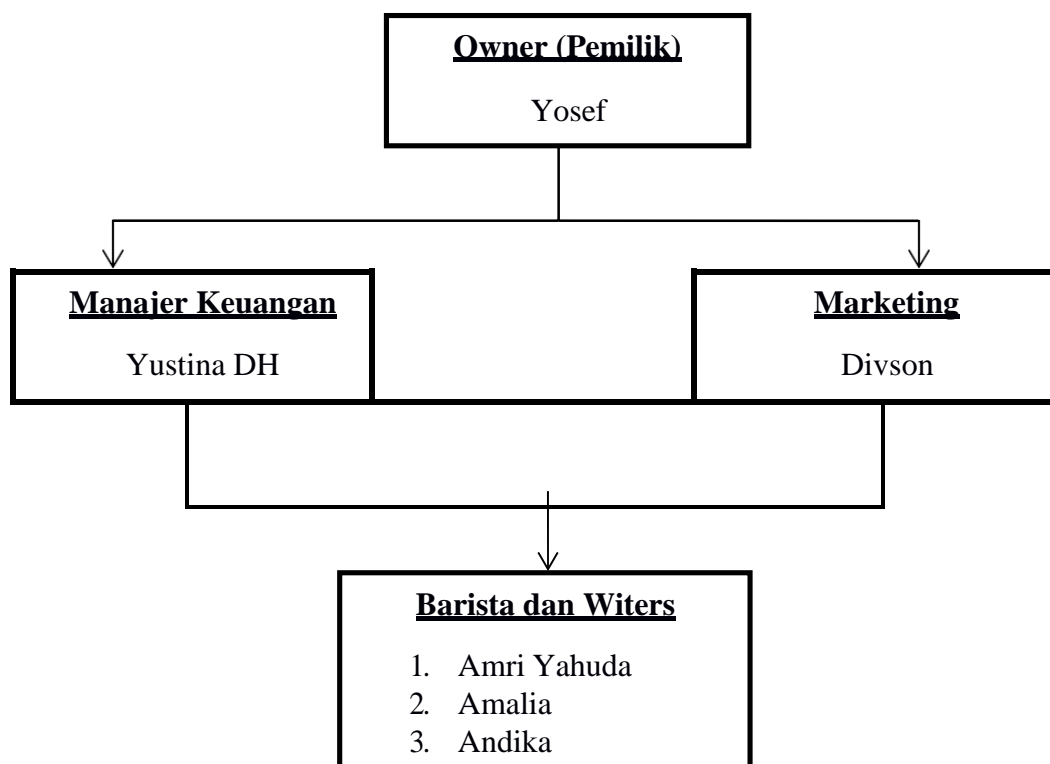 Owner (Pemilik)
Yosef
Manajer Keuangan
Yustina DH
Marketing
Divson
Barista dan Witers
1. Amri Yahuda
2. Amalia
3. Andika